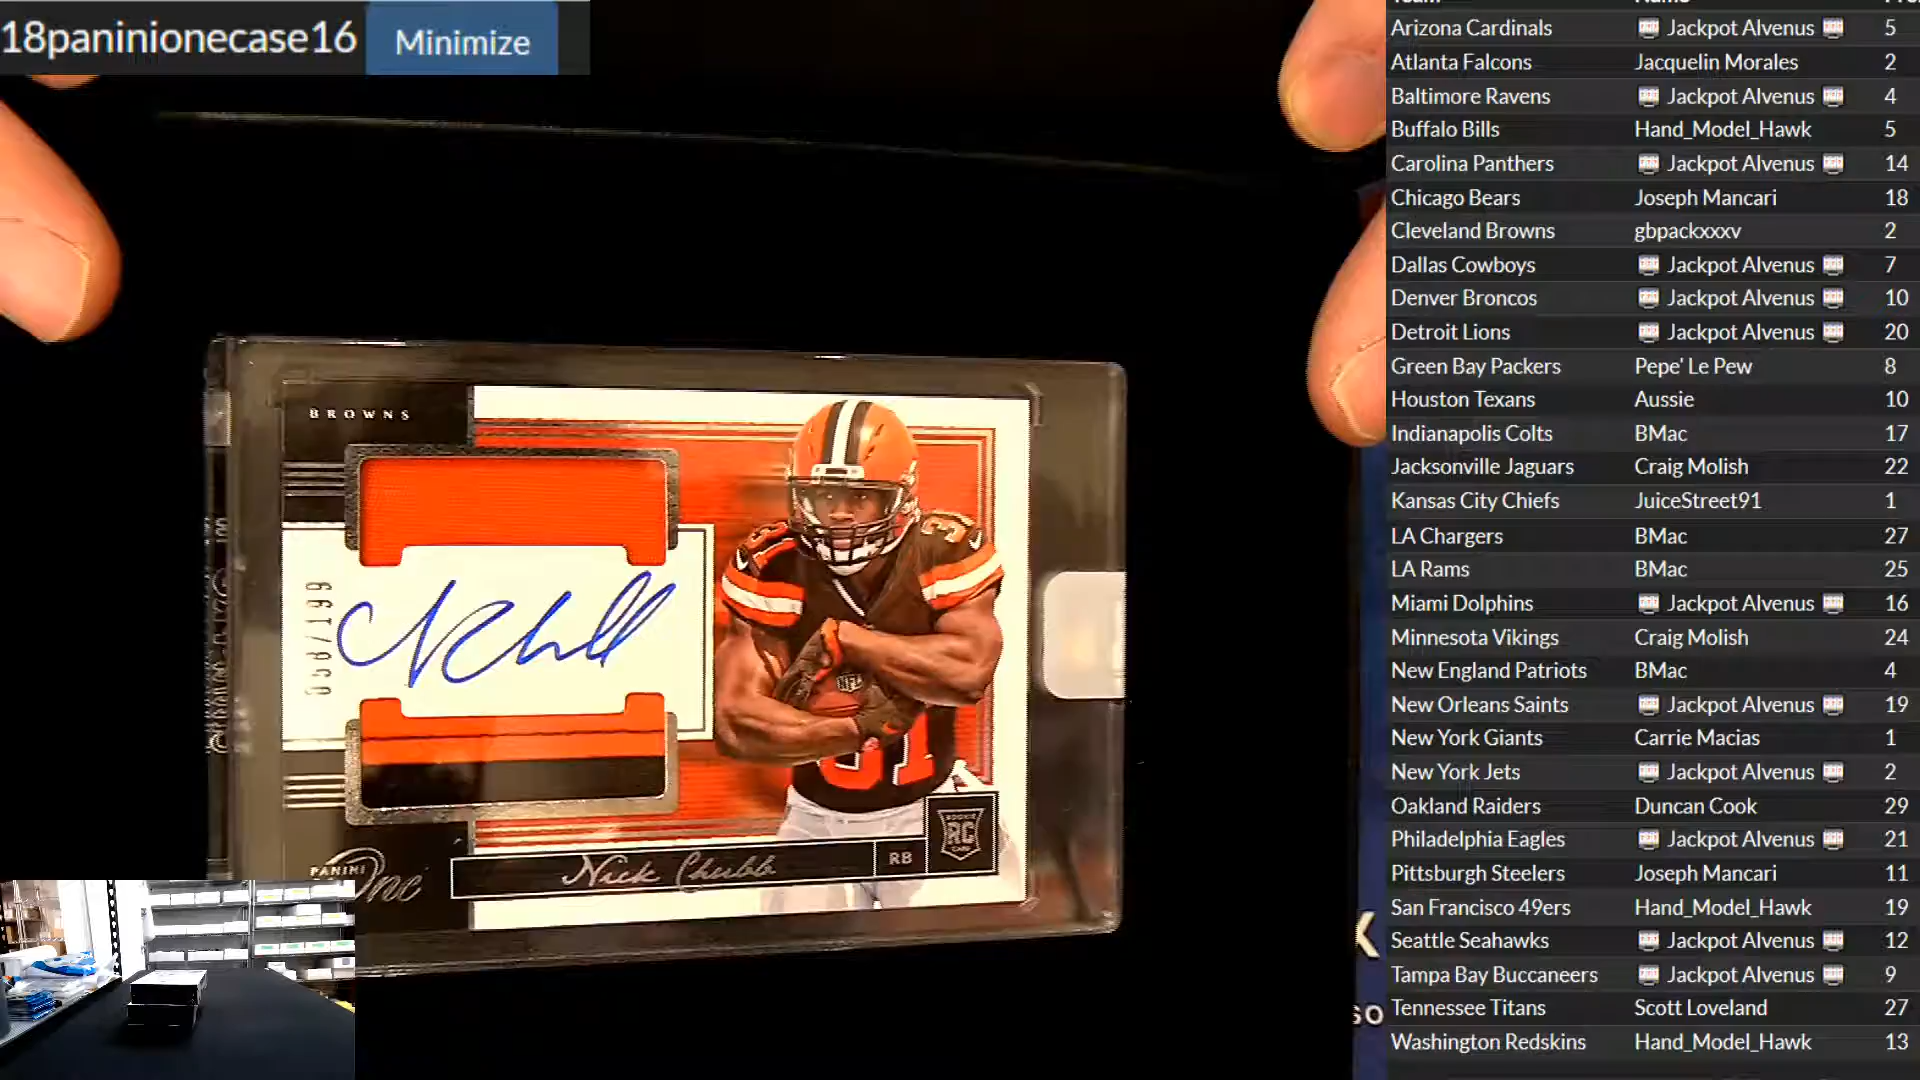 18paninionecase16 Minimize
BROWNS
058/199
PANINI One
Nick Chubb RB
ROOKIE RC CARD
NFL
31
Arizona Cardinals Jackpot Alvenus 5
Atlanta Falcons Jacquelin Morales 2
Baltimore Ravens Jackpot Alvenus 4
Buffalo Bills Hand_Model_Hawk 5
Carolina Panthers Jackpot Alvenus 14
Chicago Bears Joseph Mancari 18
Cleveland Browns gbpackxxxv 2
Dallas Cowboys Jackpot Alvenus 7
Denver Broncos Jackpot Alvenus 10
Detroit Lions Jackpot Alvenus 20
Green Bay Packers Pepe' Le Pew 8
Houston Texans Aussie 10
Indianapolis Colts BMac 17
Jacksonville Jaguars Craig Molish 22
Kansas City Chiefs JuiceStreet91 1
LA Chargers BMac 27
LA Rams BMac 25
Miami Dolphins Jackpot Alvenus 16
Minnesota Vikings Craig Molish 24
New England Patriots BMac 4
New Orleans Saints Jackpot Alvenus 19
New York Giants Carrie Macias 1
New York Jets Jackpot Alvenus 2
Oakland Raiders Duncan Cook 29
Philadelphia Eagles Jackpot Alvenus 21
Pittsburgh Steelers Joseph Mancari 11
San Francisco 49ers Hand_Model_Hawk 19
Seattle Seahawks Jackpot Alvenus 12
Tampa Bay Buccaneers Jackpot Alvenus 9
Tennessee Titans Scott Loveland 27
Washington Redskins Hand_Model_Hawk 13